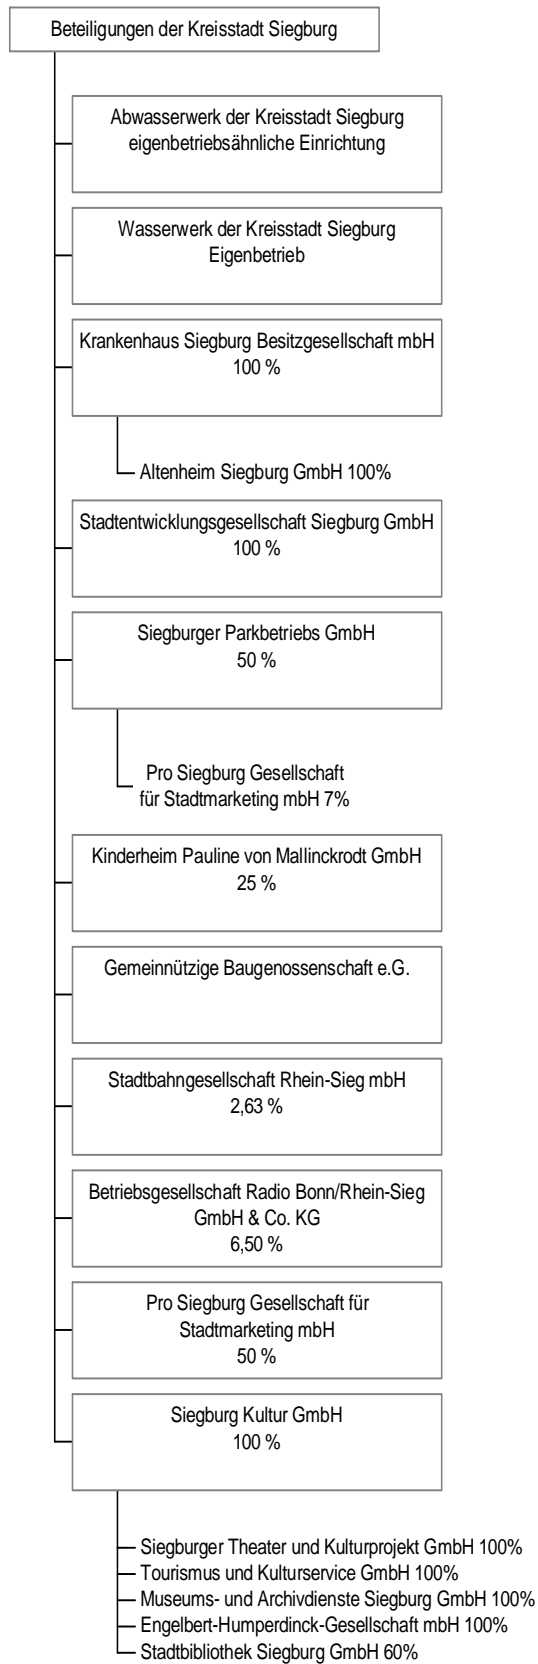 Beteiligungen der Kreisstadt Siegburg
Abwasserwerk der Kreisstadt Siegburg
eigenbetriebsähnliche Einrichtung
Wasserwerk der Kreisstadt Siegburg
Eigenbetrieb
Krankenhaus Siegburg Besitzgesellschaft mbH
100 %
Altenheim Siegburg GmbH 100%
Stadtentwicklungsgesellschaft Siegburg GmbH
100 %
Siegburger Parkbetriebs GmbH
50 %
Pro Siegburg Gesellschaft
für Stadtmarketing mbH 7%
Kinderheim Pauline von Mallinckrodt GmbH
25 %
Gemeinnützige Baugenossenschaft e.G.
Stadtbahngesellschaft Rhein-Sieg mbH
2,63 %
Betriebsgesellschaft Radio Bonn/Rhein-Sieg
GmbH & Co. KG
6,50 %
Pro Siegburg Gesellschaft für
Stadtmarketing mbH
50 %
Siegburg Kultur GmbH
100 %
Siegburger Theater und Kulturprojekt GmbH 100%
Tourismus und Kulturservice GmbH 100%
Museums- und Archivdienste Siegburg GmbH 100%
Engelbert-Humperdinck-Gesellschaft mbH 100%
Stadtbibliothek Siegburg GmbH 60%